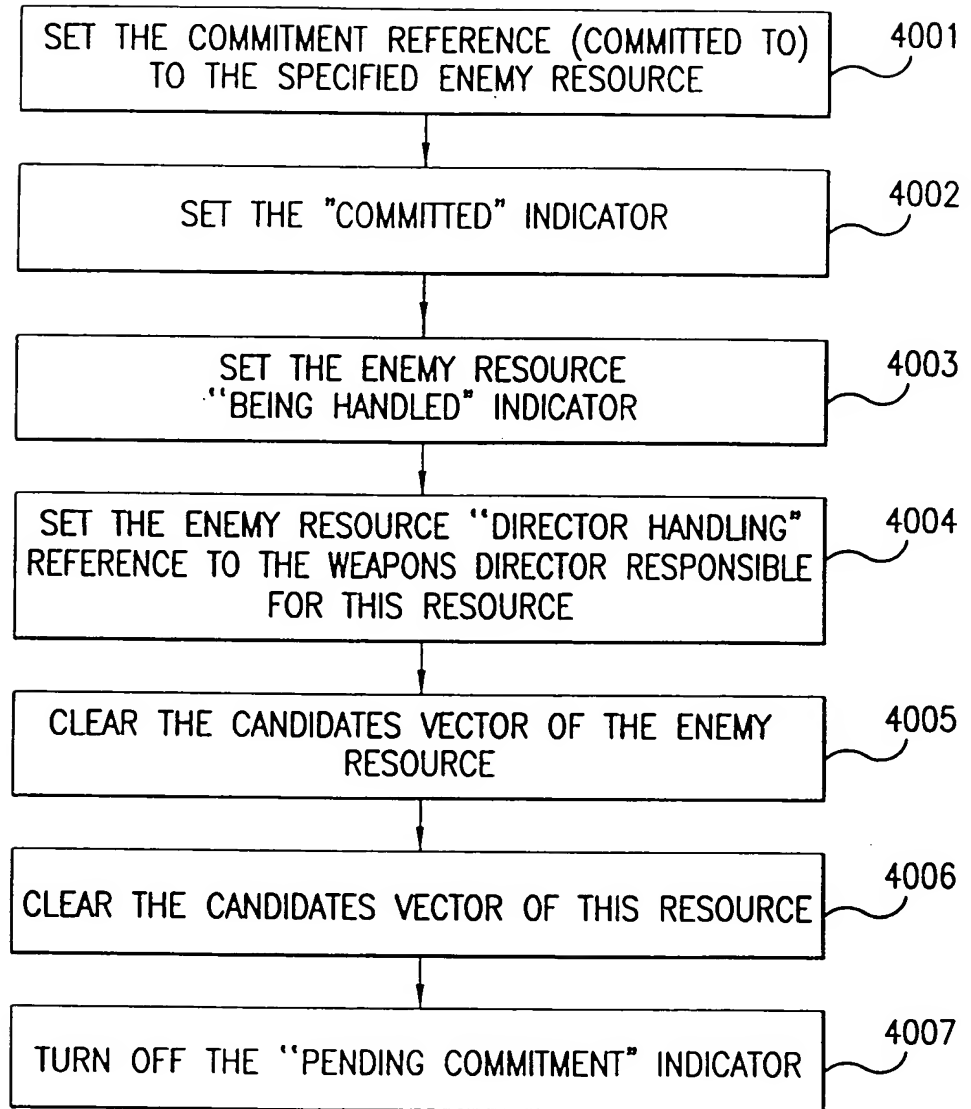 SET THE COMMITMENT REFERENCE (COMMITTED TO)
TO THE SPECIFIED ENEMY RESOURCE
4001
SET THE "COMMITTED" INDICATOR
4002
SET THE ENEMY RESOURCE
"BEING HANDLED" INDICATOR
4003
SET THE ENEMY RESOURCE "DIRECTOR HANDLING"
REFERENCE TO THE WEAPONS DIRECTOR RESPONSIBLE
FOR THIS RESOURCE
4004
CLEAR THE CANDIDATES VECTOR OF THE ENEMY
RESOURCE
4005
CLEAR THE CANDIDATES VECTOR OF THIS RESOURCE
4006
TURN OFF THE "PENDING COMMITMENT" INDICATOR
4007